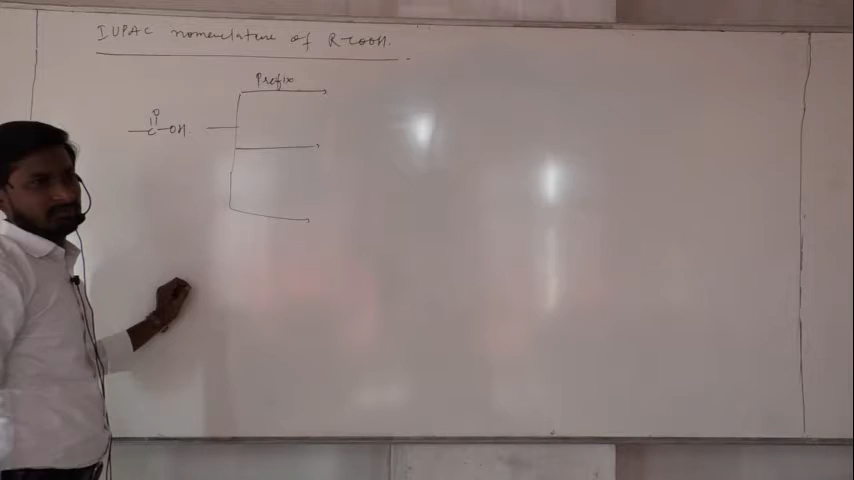 IUPAC nomenclature of R-COOH.
Prefix
O
-C-OH